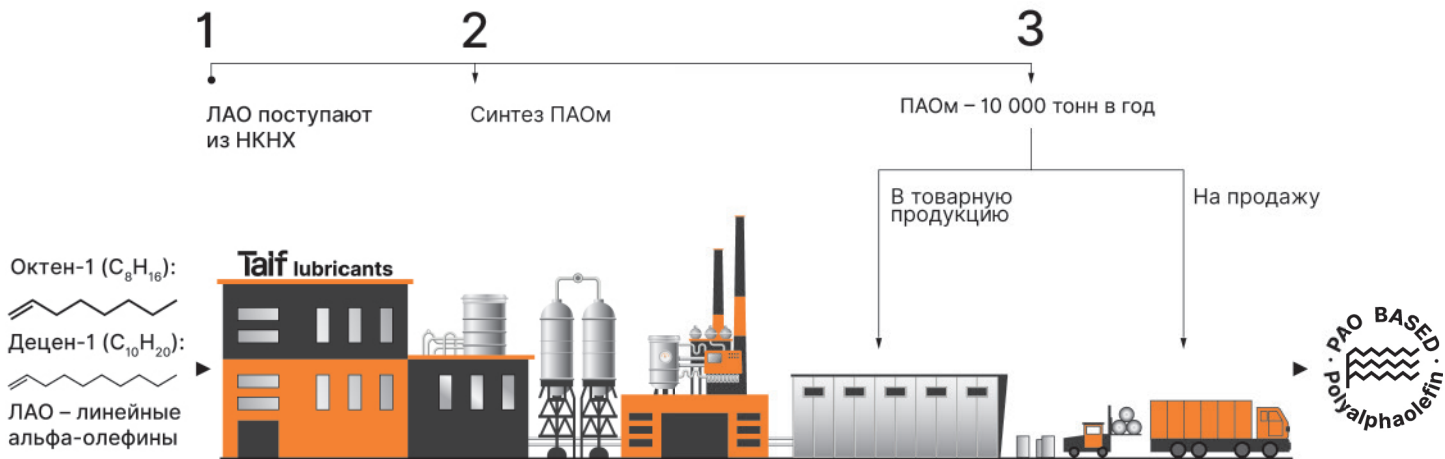 1
2
3
ЛАО поступают
из НКНХ
Синтез ПАОм
ПАОм – 10 000 тонн в год
В товарную
продукцию
На продажу
Октен-1 (C₈H₁₆):
Децен-1 (C₁₀H₂₀):
ЛАО – линейные
альфа-олефины
Taif lubricants
· PAO BASED ·
Polyalphaolefin